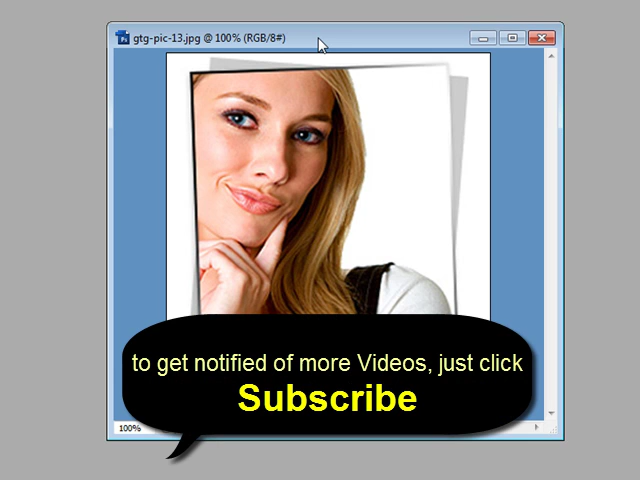 gtg-pic-13.jpg @ 100% (RGB/8#)
to get notified of more Videos, just click
Subscribe
100%